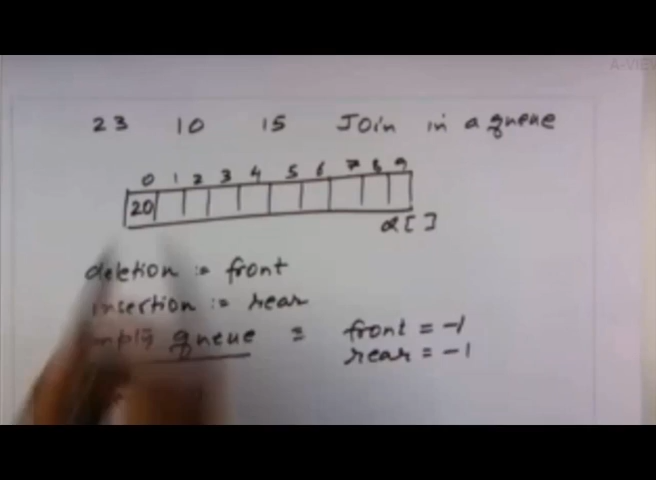 23 10 15 Join in a queue
0 1 2 3 4 5 6 7 8 9
20
Q[ ]
deletion := front
insertion := rear
empty queue = front = -1
rear = -1